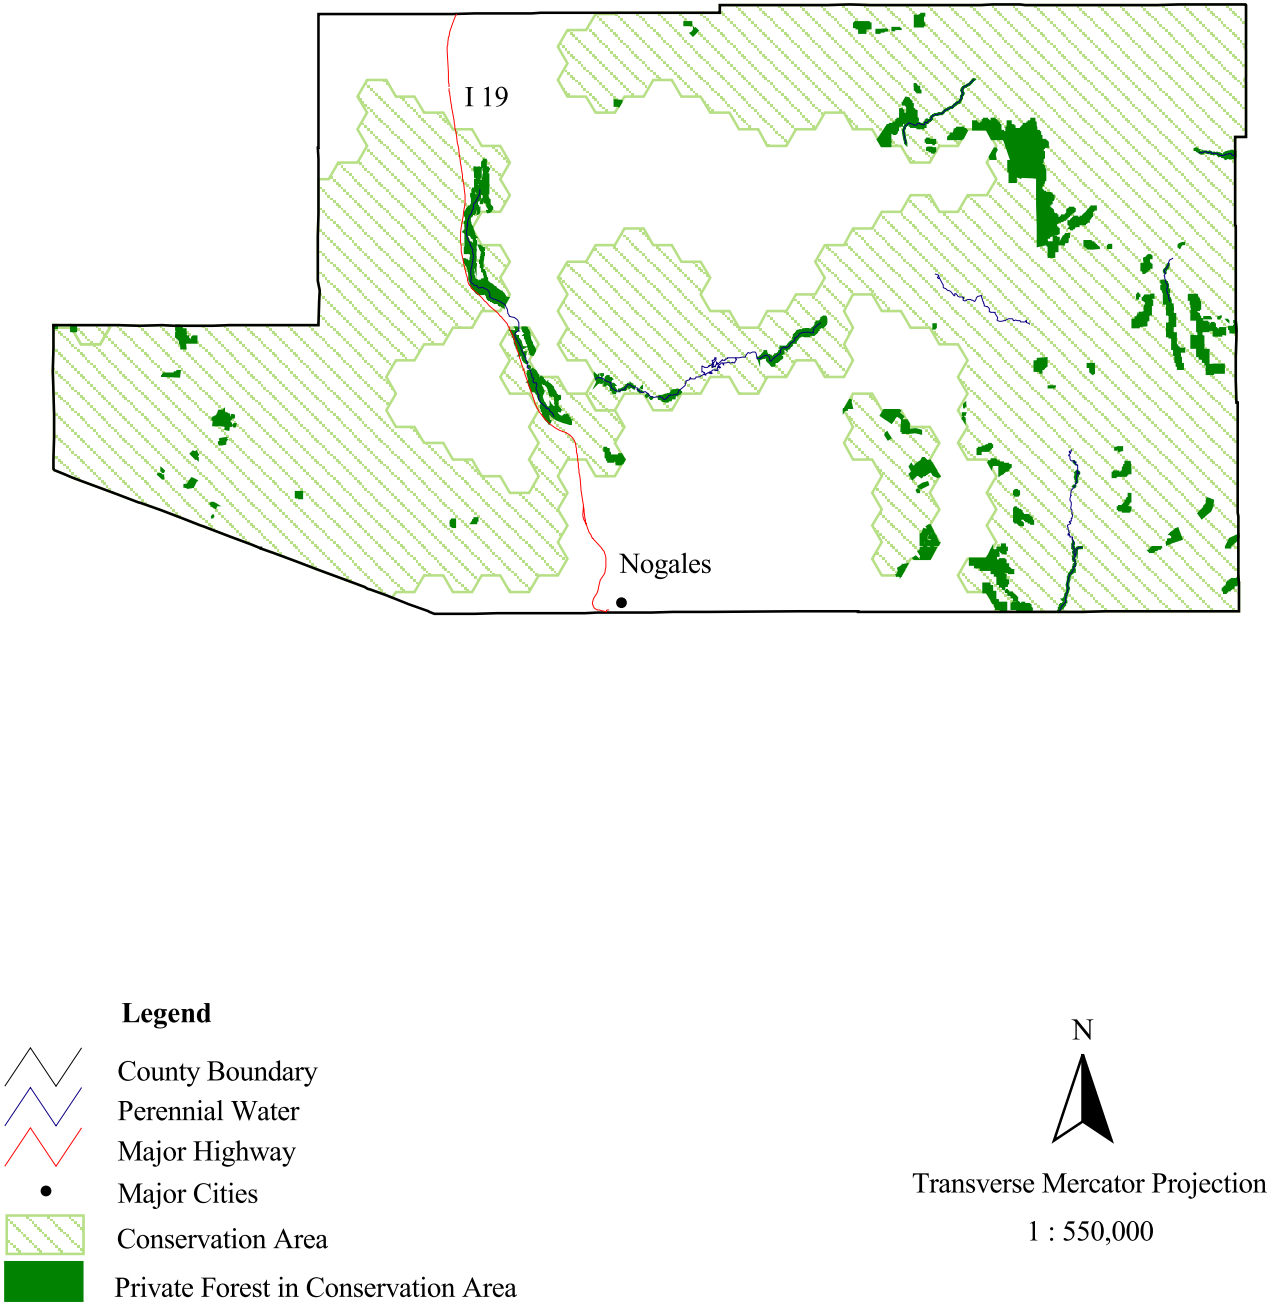 I 19
Nogales
Legend
County Boundary
Perennial Water
Major Highway
Major Cities
Conservation Area
Private Forest in Conservation Area
N
Transverse Mercator Projection
1 : 550,000